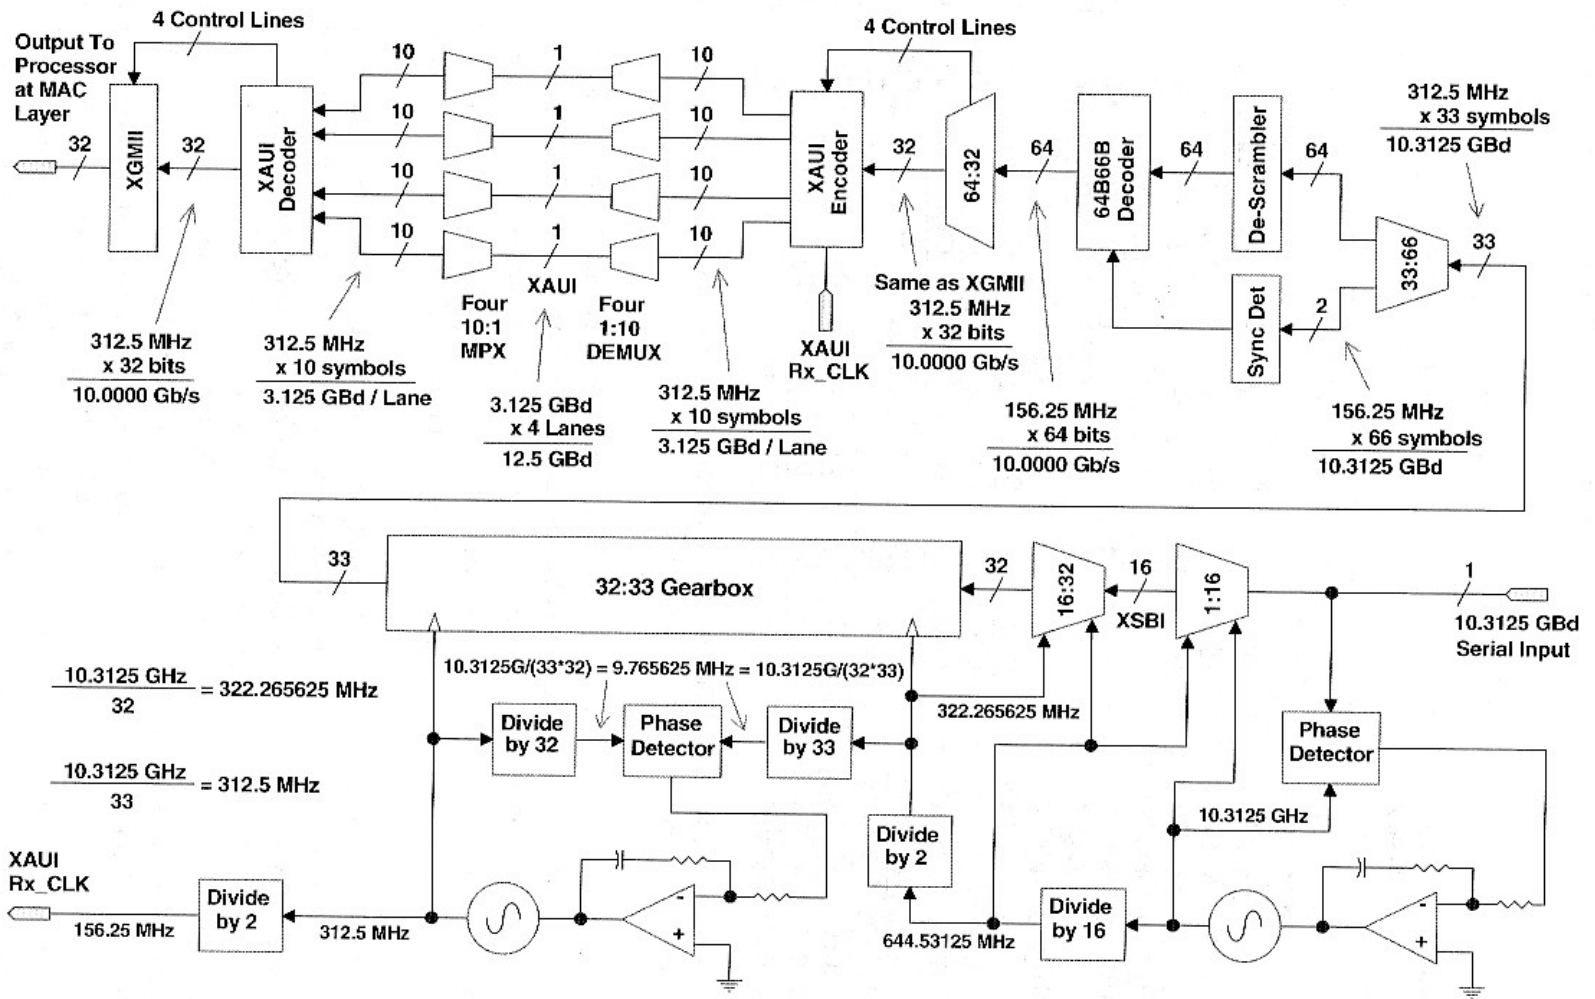 4 Control Lines
Output To
Processor
at MAC
Layer
32
XGMII
32
XAUi
Decoder
10
10
10
10
1
1
1
1
XAUI
10
10
10
10
Four
10:1
MPX
Four
1:10
DEMUX
4 Control Lines
XAUI
Encoder
XAUI
Rx_CLK
32
64:32
64
64B66B
Decoder
64
De-Scrambler
64
Sync Det
2
33:66
33
312.5 MHz
x 33 symbols
10.3125 GBd
312.5 MHz
x 32 bits
10.0000 Gb/s
312.5 MHz
x 10 symbols
3.125 GBd / Lane
3.125 GBd
x 4 Lanes
12.5 GBd
312.5 MHz
x 10 symbols
3.125 GBd / Lane
Same as XGMII
312.5 MHz
x 32 bits
10.0000 Gb/s
156.25 MHz
x 64 bits
10.0000 Gb/s
156.25 MHz
x 66 symbols
10.3125 GBd
33
32:33 Gearbox
32
16:32
16
XSBI
1:16
1
10.3125 GBd
Serial Input
10.3125G/(33*32) = 9.765625 MHz = 10.3125G/(32*33)
10.3125 GHz
32
= 322.265625 MHz
10.3125 GHz
33
= 312.5 MHz
Divide
by 32
Phase
Detector
Divide
by 33
322.265625 MHz
Phase
Detector
10.3125 GHz
Divide
by 2
XAUI
Rx_CLK
156.25 MHz
Divide
by 2
312.5 MHz
-
+
644.53125 MHz
Divide
by 16
-
+